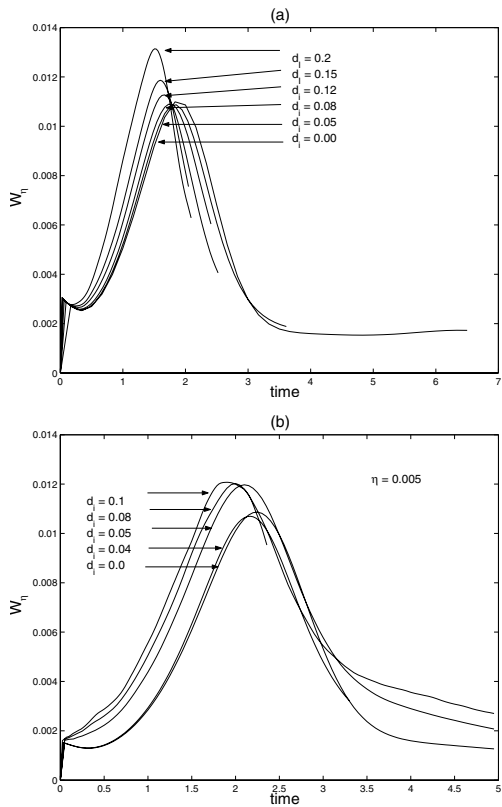 (a)
0.014
0.012
0.01
0.008
0.006
0.004
0.002
0
W_η
d_i = 0.2
d_i = 0.15
d_i = 0.12
d_i = 0.08
d_i = 0.05
d_i = 0.00
0 1 2 3 4 5 6 7
time
(b)
0.014
0.012
0.01
0.008
0.006
0.004
0.002
0
W_η
η = 0.005
d_i = 0.1
d_i = 0.08
d_i = 0.05
d_i = 0.04
d_i = 0.0
0 0.5 1 1.5 2 2.5 3 3.5 4 4.5 5
time